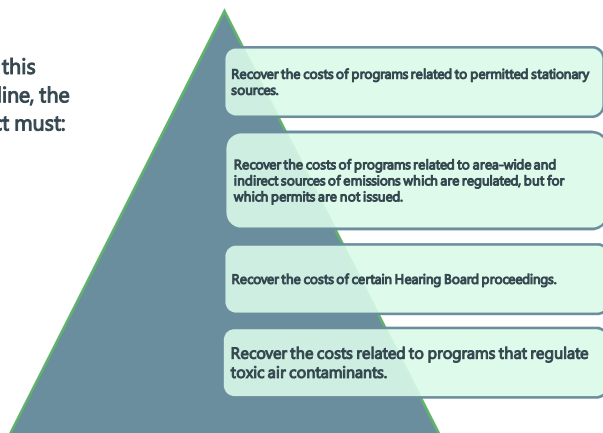 this
line, the
must:
Recover the costs of programs related to permitted stationary
sources.
Recover the costs of programs related to area-wide and
indirect sources of emissions which are regulated, but for
which permits are not issued.
Recover the costs of certain Hearing Board proceedings.
Recover the costs related to programs that regulate
toxic air contaminants.